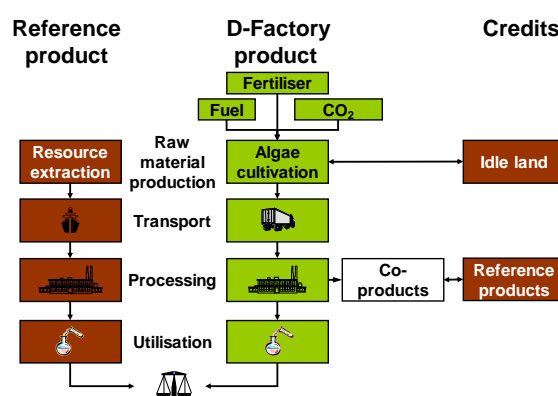 Reference
product
D-Factory
product
Credits
Fertiliser
Fuel
CO₂
Resource
extraction
Raw
material
production
Algae
cultivation
Idle land
Transport
Processing
Co-
products
Reference
products
Utilisation